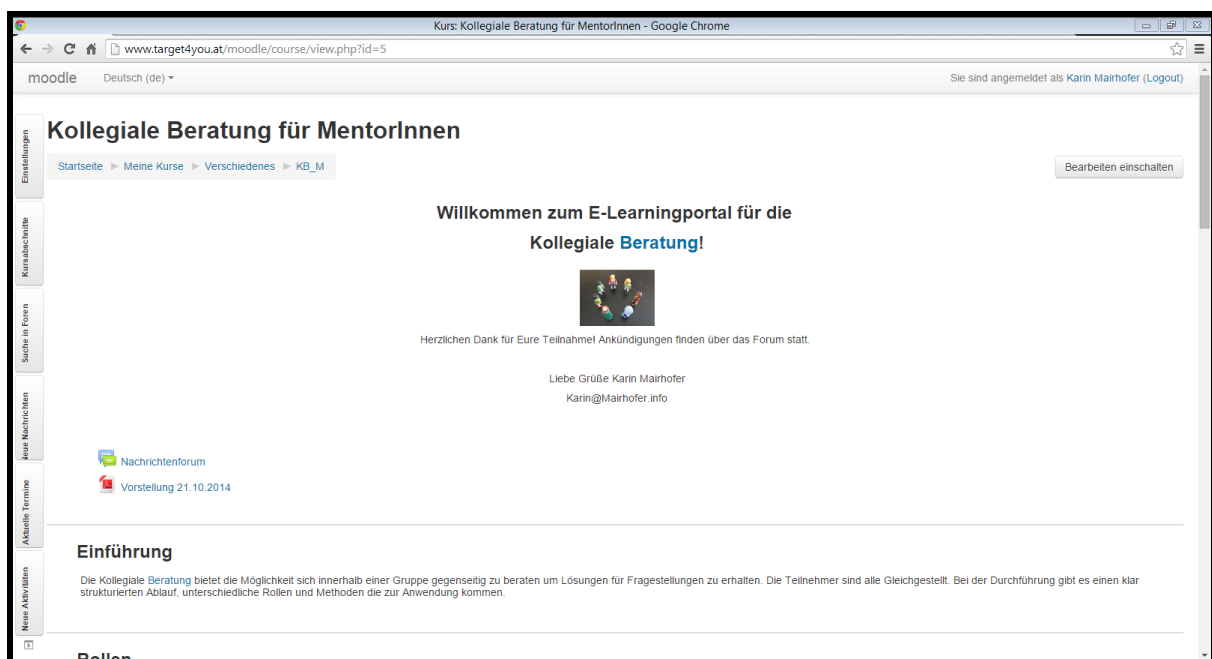 Kurs: Kollegiale Beratung für MentorInnen - Google Chrome
www.target4you.at/moodle/course/view.php?id=5
moodle Deutsch (de) Sie sind angemeldet als Karin Mairhofer (Logout)
Kollegiale Beratung für MentorInnen
Startseite Meine Kurse Verschiedenes KB_M Bearbeiten einschalten
Einstellungen
Kursabschnitte
Suche in Foren
Neue Nachrichten
Aktuelle Termine
Neue Aktivitäten
Willkommen zum E-Learningportal für die
Kollegiale Beratung!
Herzlichen Dank für Eure Teilnahme! Ankündigungen finden über das Forum statt.
Liebe Grüße Karin Mairhofer
Karin@Mairhofer.info
Nachrichtenforum
Vorstellung 21.10.2014
Einführung
Die Kollegiale Beratung bietet die Möglichkeit sich innerhalb einer Gruppe gegenseitig zu beraten um Lösungen für Fragestellungen zu erhalten. Die Teilnehmer sind alle Gleichgestellt. Bei der Durchführung gibt es einen klar
strukturierten Ablauf, unterschiedliche Rollen und Methoden die zur Anwendung kommen.
Rollen